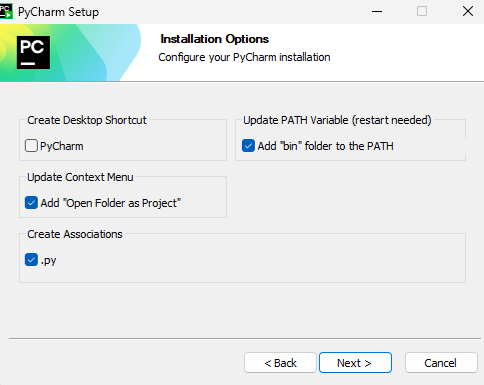 PyCharm Setup
PC
Installation Options
Configure your PyCharm installation
Create Desktop Shortcut
PyCharm
Update PATH Variable (restart needed)
Add "bin" folder to the PATH
Update Context Menu
Add "Open Folder as Project"
Create Associations
.py
< Back
Next >
Cancel